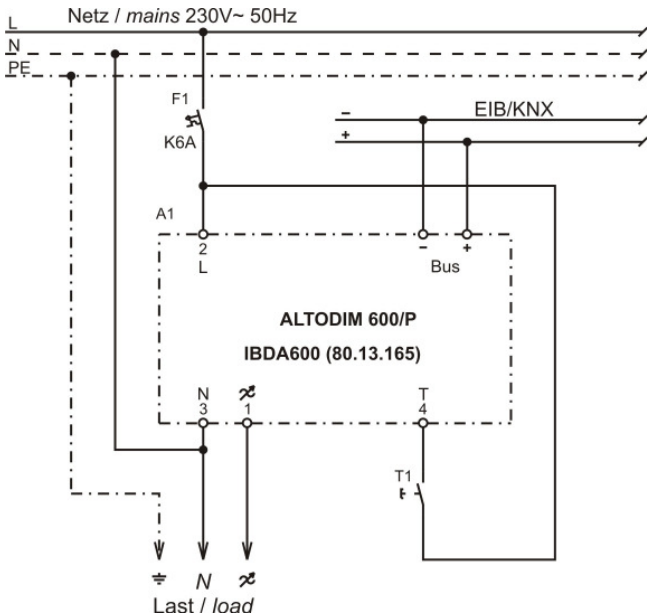 Netz / mains 230V~ 50Hz
L
N
PE
F1
K6A
EIB/KNX
-
+
A1
2
L
- +
Bus
ALTODIM 600/P
IBDA600 (80.13.165)
N
3
1
T
4
T1
N
Last / load